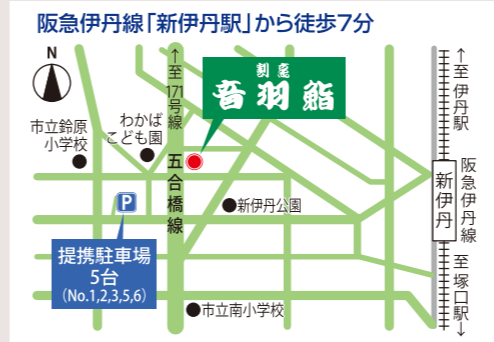 阪急伊丹線「新伊丹駅」から徒歩7分
N
←至171号線
割烹
音羽鮨
市立鈴原
小学校
わかば
こども園
五合橋線
P
新伊丹公園
提携駐車場
5台
(No.1,2,3,5,6)
市立南小学校
←至 伊丹駅
新伊丹
阪急伊丹線
至 塚口駅→